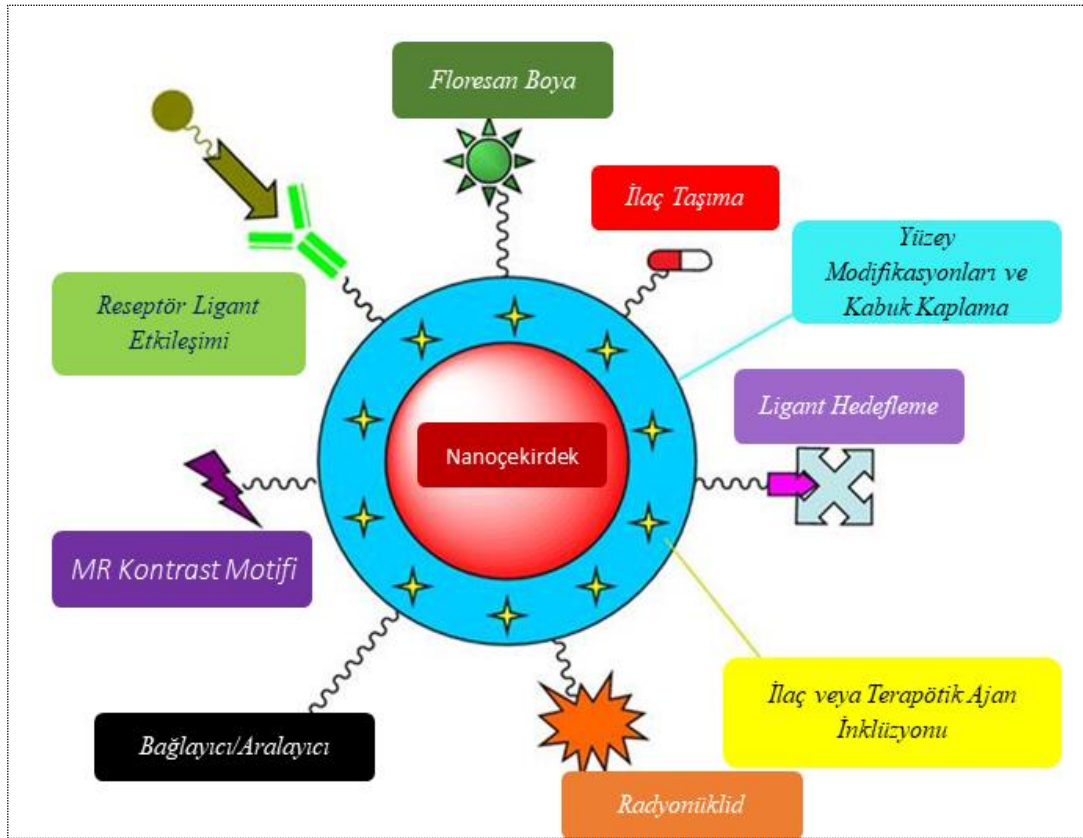 Floresan Boya
İlaç Taşıma
Yüzey
Modifikasyonları ve
Kabuk Kaplama
Reseptör Ligant
Etkileşimi
Ligant Hedefleme
Nanoçekirdek
MR Kontrast Motifi
İlaç veya Terapötik Ajan
İnklüzyonu
Bağlayıcı/Aralayıcı
Radyonüklid